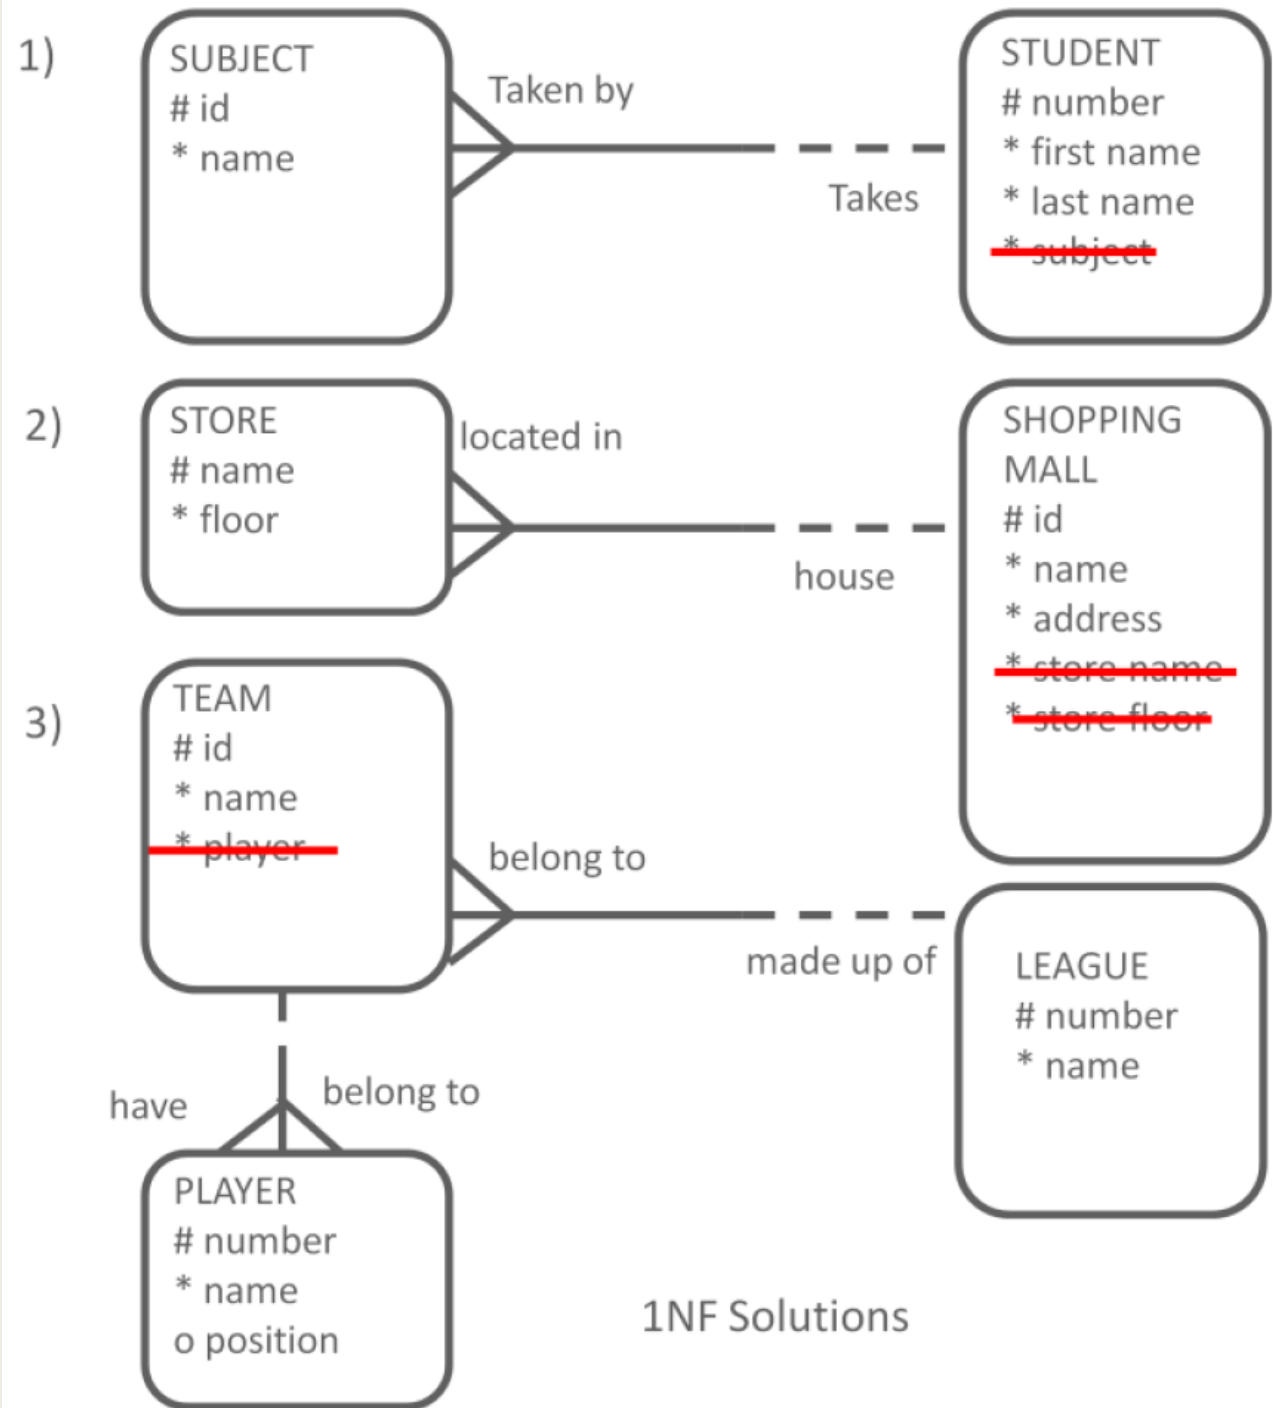 1)
SUBJECT
# id
* name
Taken by
Takes
STUDENT
# number
* first name
* last name
* subject
2)
STORE
# name
* floor
located in
house
SHOPPING
MALL
# id
* name
* address
* store name
* store floor
3)
TEAM
# id
* name
* player
belong to
made up of
LEAGUE
# number
* name
have
belong to
PLAYER
# number
* name
o position
1NF Solutions